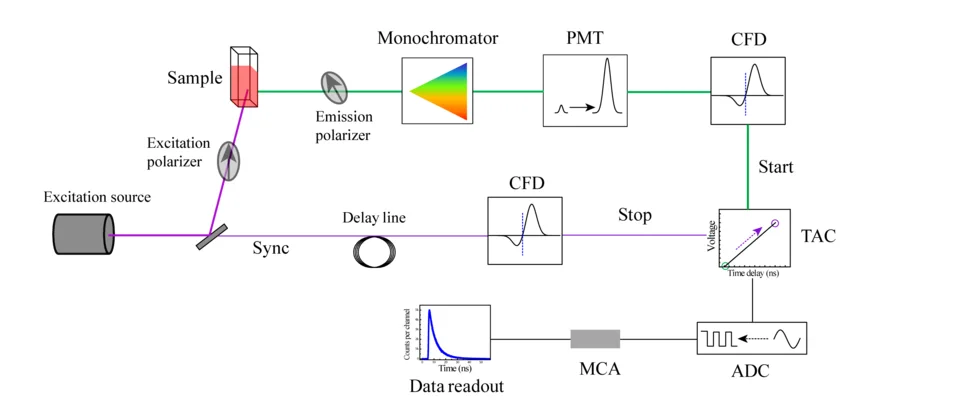 Monochromator
PMT
CFD
Sample
Emission
polarizer
Excitation
polarizer
Start
Excitation source
CFD
Delay line
Stop
Sync
Voltage
TAC
Time delay (ns)
Counts per channel
Time (ns)
Data readout
MCA
ADC